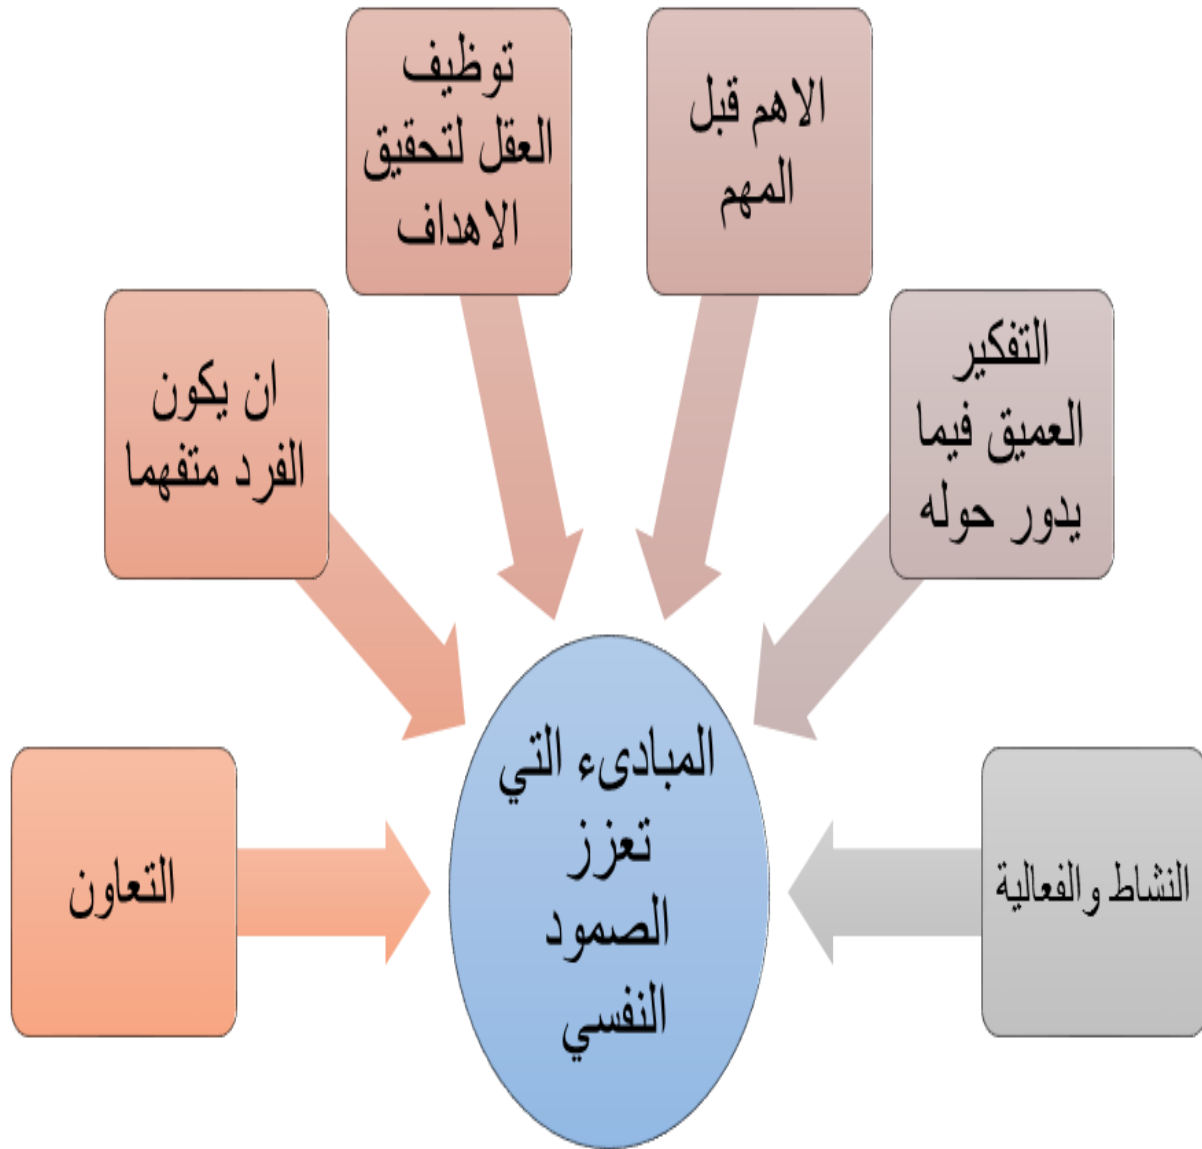 توظيف
العقل لتحقيق
الاهداف
الاهم قبل
المهم
ان يكون
الفرد متفهما
التفكير
العميق فيما
يدور حوله
التعاون
المبادىء التي
تعزز
الصمود
النفسي
النشاط والفعالية